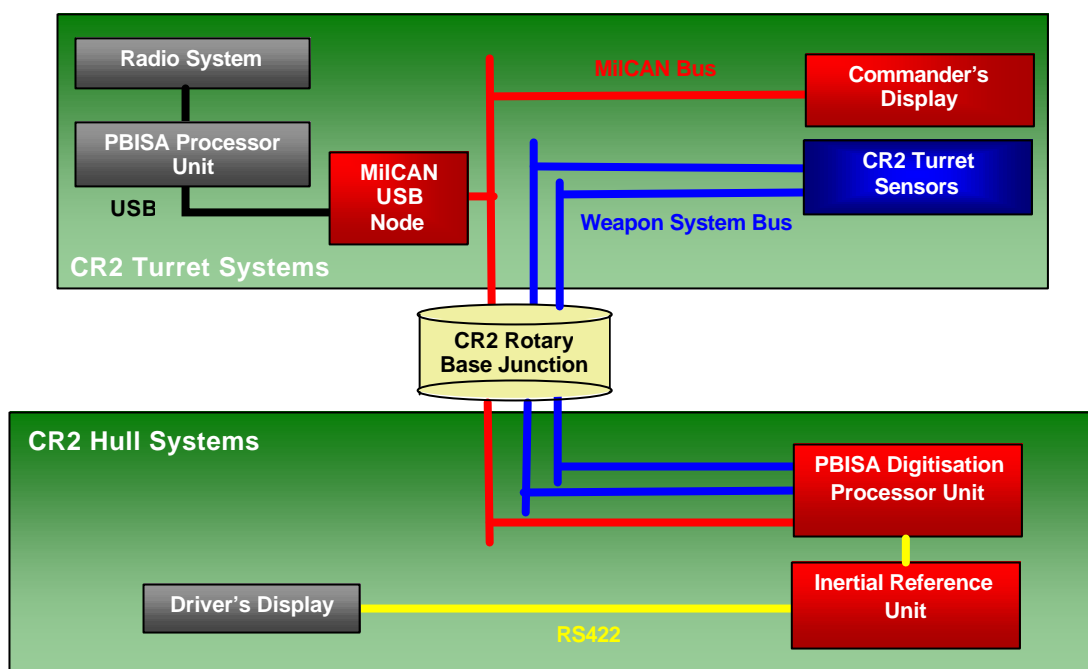 Radio System
MilCAN Bus
Commander's
Display
PBISA Processor
Unit
MilCAN
USB
Node
CR2 Turret
Sensors
USB
Weapon System Bus
CR2 Turret Systems
CR2 Rotary
Base Junction
CR2 Hull Systems
PBISA Digitisation
Processor Unit
Inertial Reference
Unit
Driver's Display
RS422